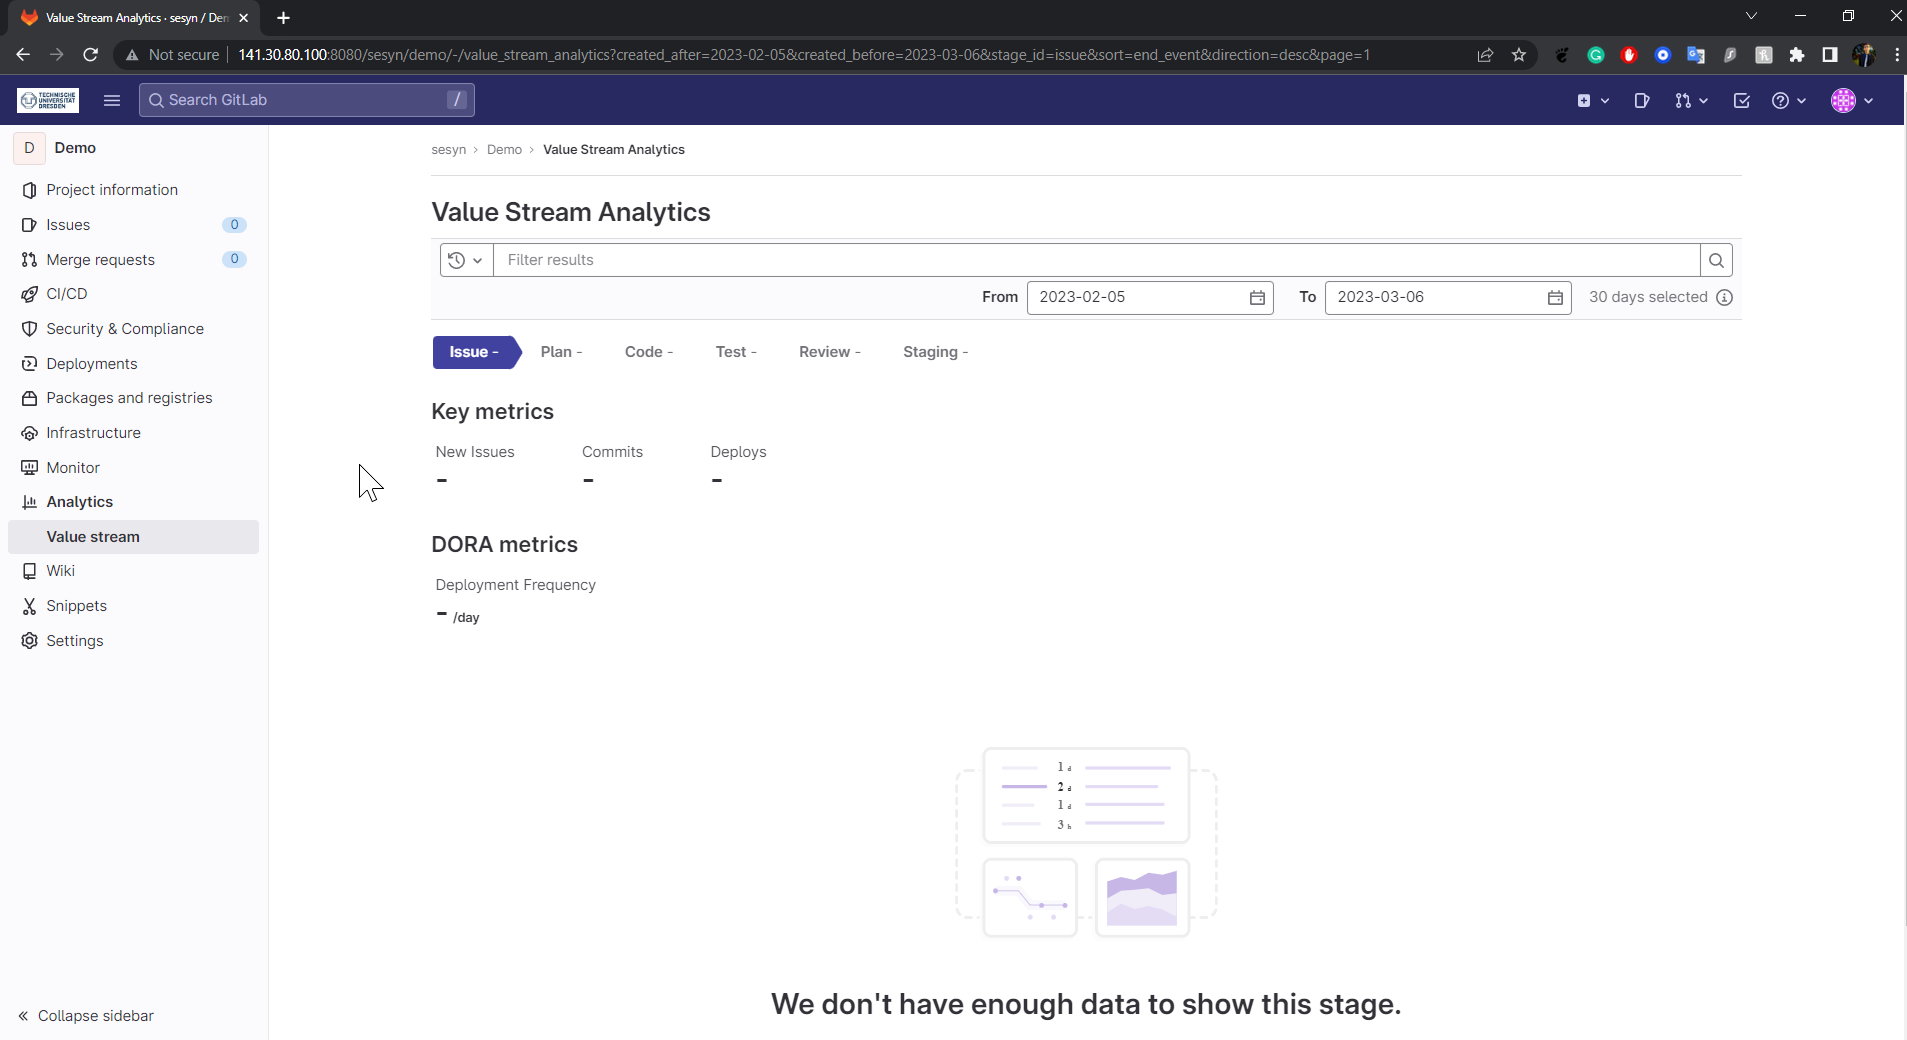 Value Stream Analytics · sesyn / Den
Not secure
141.30.80.100:8080/sesyn/demo/-/value_stream_analytics?created_after=2023-02-05&created_before=2023-03-06&stage_id=issue&sort=end_event&direction=desc&page=1
TECHNISCHE
UNIVERSITÄT
DRESDEN
Search GitLab
/
D Demo
Project information
Issues 0
Merge requests 0
CI/CD
Security & Compliance
Deployments
Packages and registries
Infrastructure
Monitor
Analytics
Value stream
Wiki
Snippets
Settings
Collapse sidebar
sesyn › Demo › Value Stream Analytics
Value Stream Analytics
Filter results
From 2023-02-05 To 2023-03-06 30 days selected
Issue - Plan - Code - Test - Review - Staging -
Key metrics
New Issues Commits Deploys
- - -
DORA metrics
Deployment Frequency
- /day
1 d
2 d
1 d
3 h
We don't have enough data to show this stage.